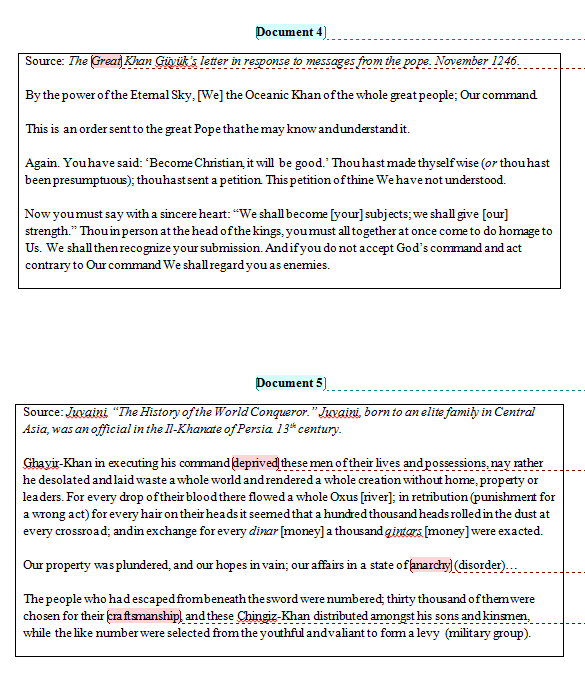 Document 4
Source: The Great Khan Güyük's letter in response to messages from the pope. November 1246.
By the power of the Eternal Sky, [We] the Oceanic Khan of the whole great people; Our command.
This is an order sent to the great Pope that he may know and understand it.
Again. You have said: 'Become Christian, it will be good.' Thou hast made thyself wise (or thou hast
been presumptuous); thou hast sent a petition. This petition of thine We have not understood.
Now you must say with a sincere heart: "We shall become [your] subjects; we shall give [our]
strength." Thou in person at the head of the kings, you must all together at once come to do homage to
Us. We shall then recognize your submission. And if you do not accept God's command and act
contrary to Our command We shall regard you as enemies.
Document 5
Source: Juvaini, "The History of the World Conqueror." Juvaini, born to an elite family in Central
Asia, was an official in the Il-Khanate of Persia. 13th century.
Ghayir-Khan in executing his command deprived these men of their lives and possessions, nay rather
he desolated and laid waste a whole world and rendered a whole creation without home, property or
leaders. For every drop of their blood there flowed a whole Oxus [river]; in retribution (punishment for
a wrong act) for every hair on their heads it seemed that a hundred thousand heads rolled in the dust at
every crossroad; and in exchange for every dinar [money] a thousand qintars [money] were exacted.
Our property was plundered, and our hopes in vain; our affairs in a state of anarchy (disorder)…
The people who had escaped from beneath the sword were numbered; thirty thousand of them were
chosen for their craftsmanship, and these Chingiz-Khan distributed amongst his sons and kinsmen,
while the like number were selected from the youthful and valiant to form a levy (military group).